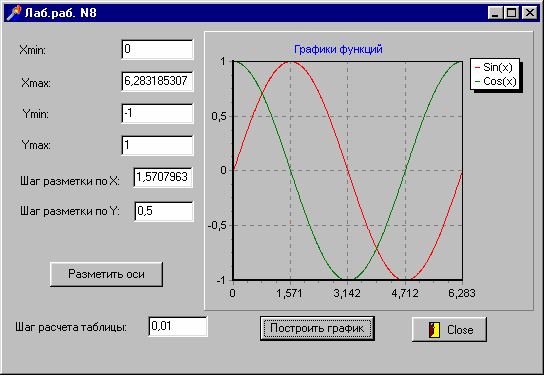 Лаб.раб. N8
Xmin:
0
Xmax:
6,283185307
Ymin:
-1
Ymax:
1
Шаг разметки по X:
1,5707963
Шаг разметки по Y:
0,5
Разметить оси
Шаг расчета таблицы:
0,01
Графики функций
1
0,5
0
-0,5
-1
0 1,571 3,142 4,712 6,283
Sin(x)
Cos(x)
Построить график
Close